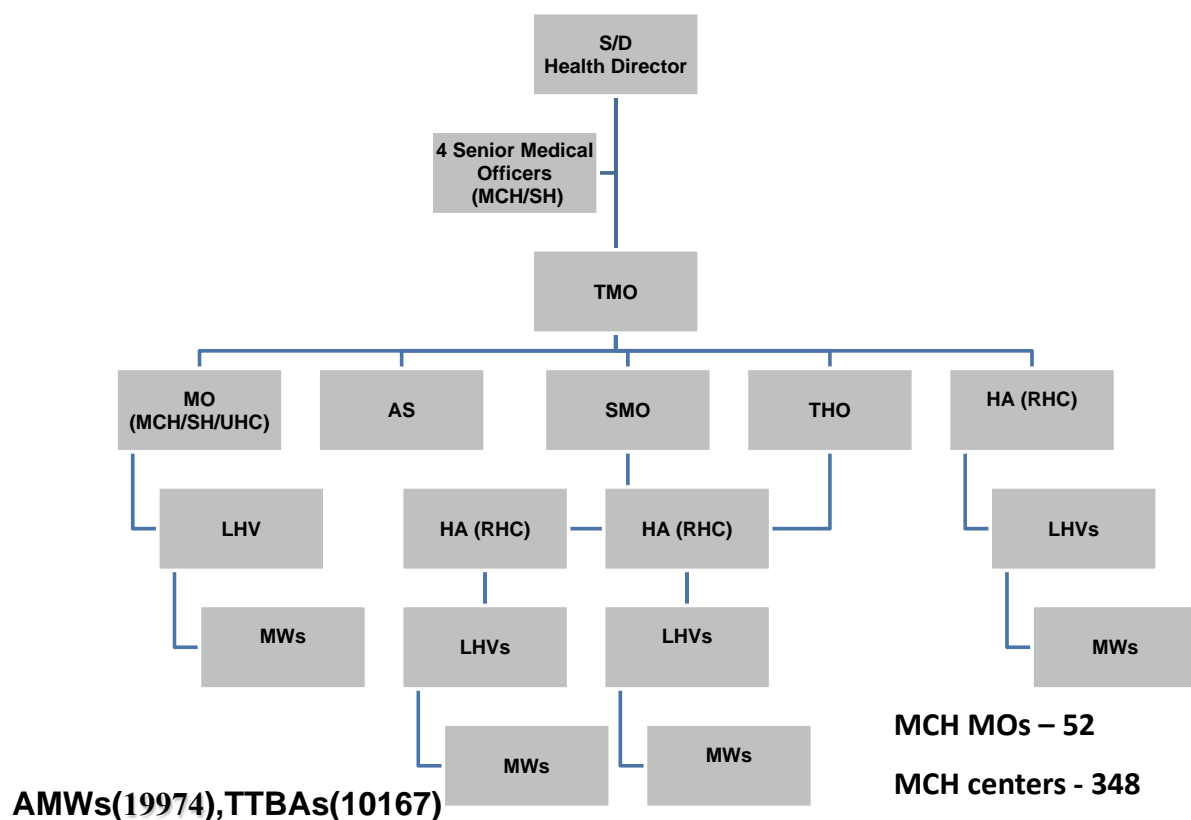 S/D
Health Director
4 Senior Medical
Officers
(MCH/SH)
TMO
MO
(MCH/SH/UHC)
AS
SMO
THO
HA (RHC)
LHV
HA (RHC)
HA (RHC)
LHVs
MWs
LHVs
LHVs
MWs
MWs
MWs
MCH MOs – 52
MCH centers - 348
AMWs(19974),TTBAs(10167)